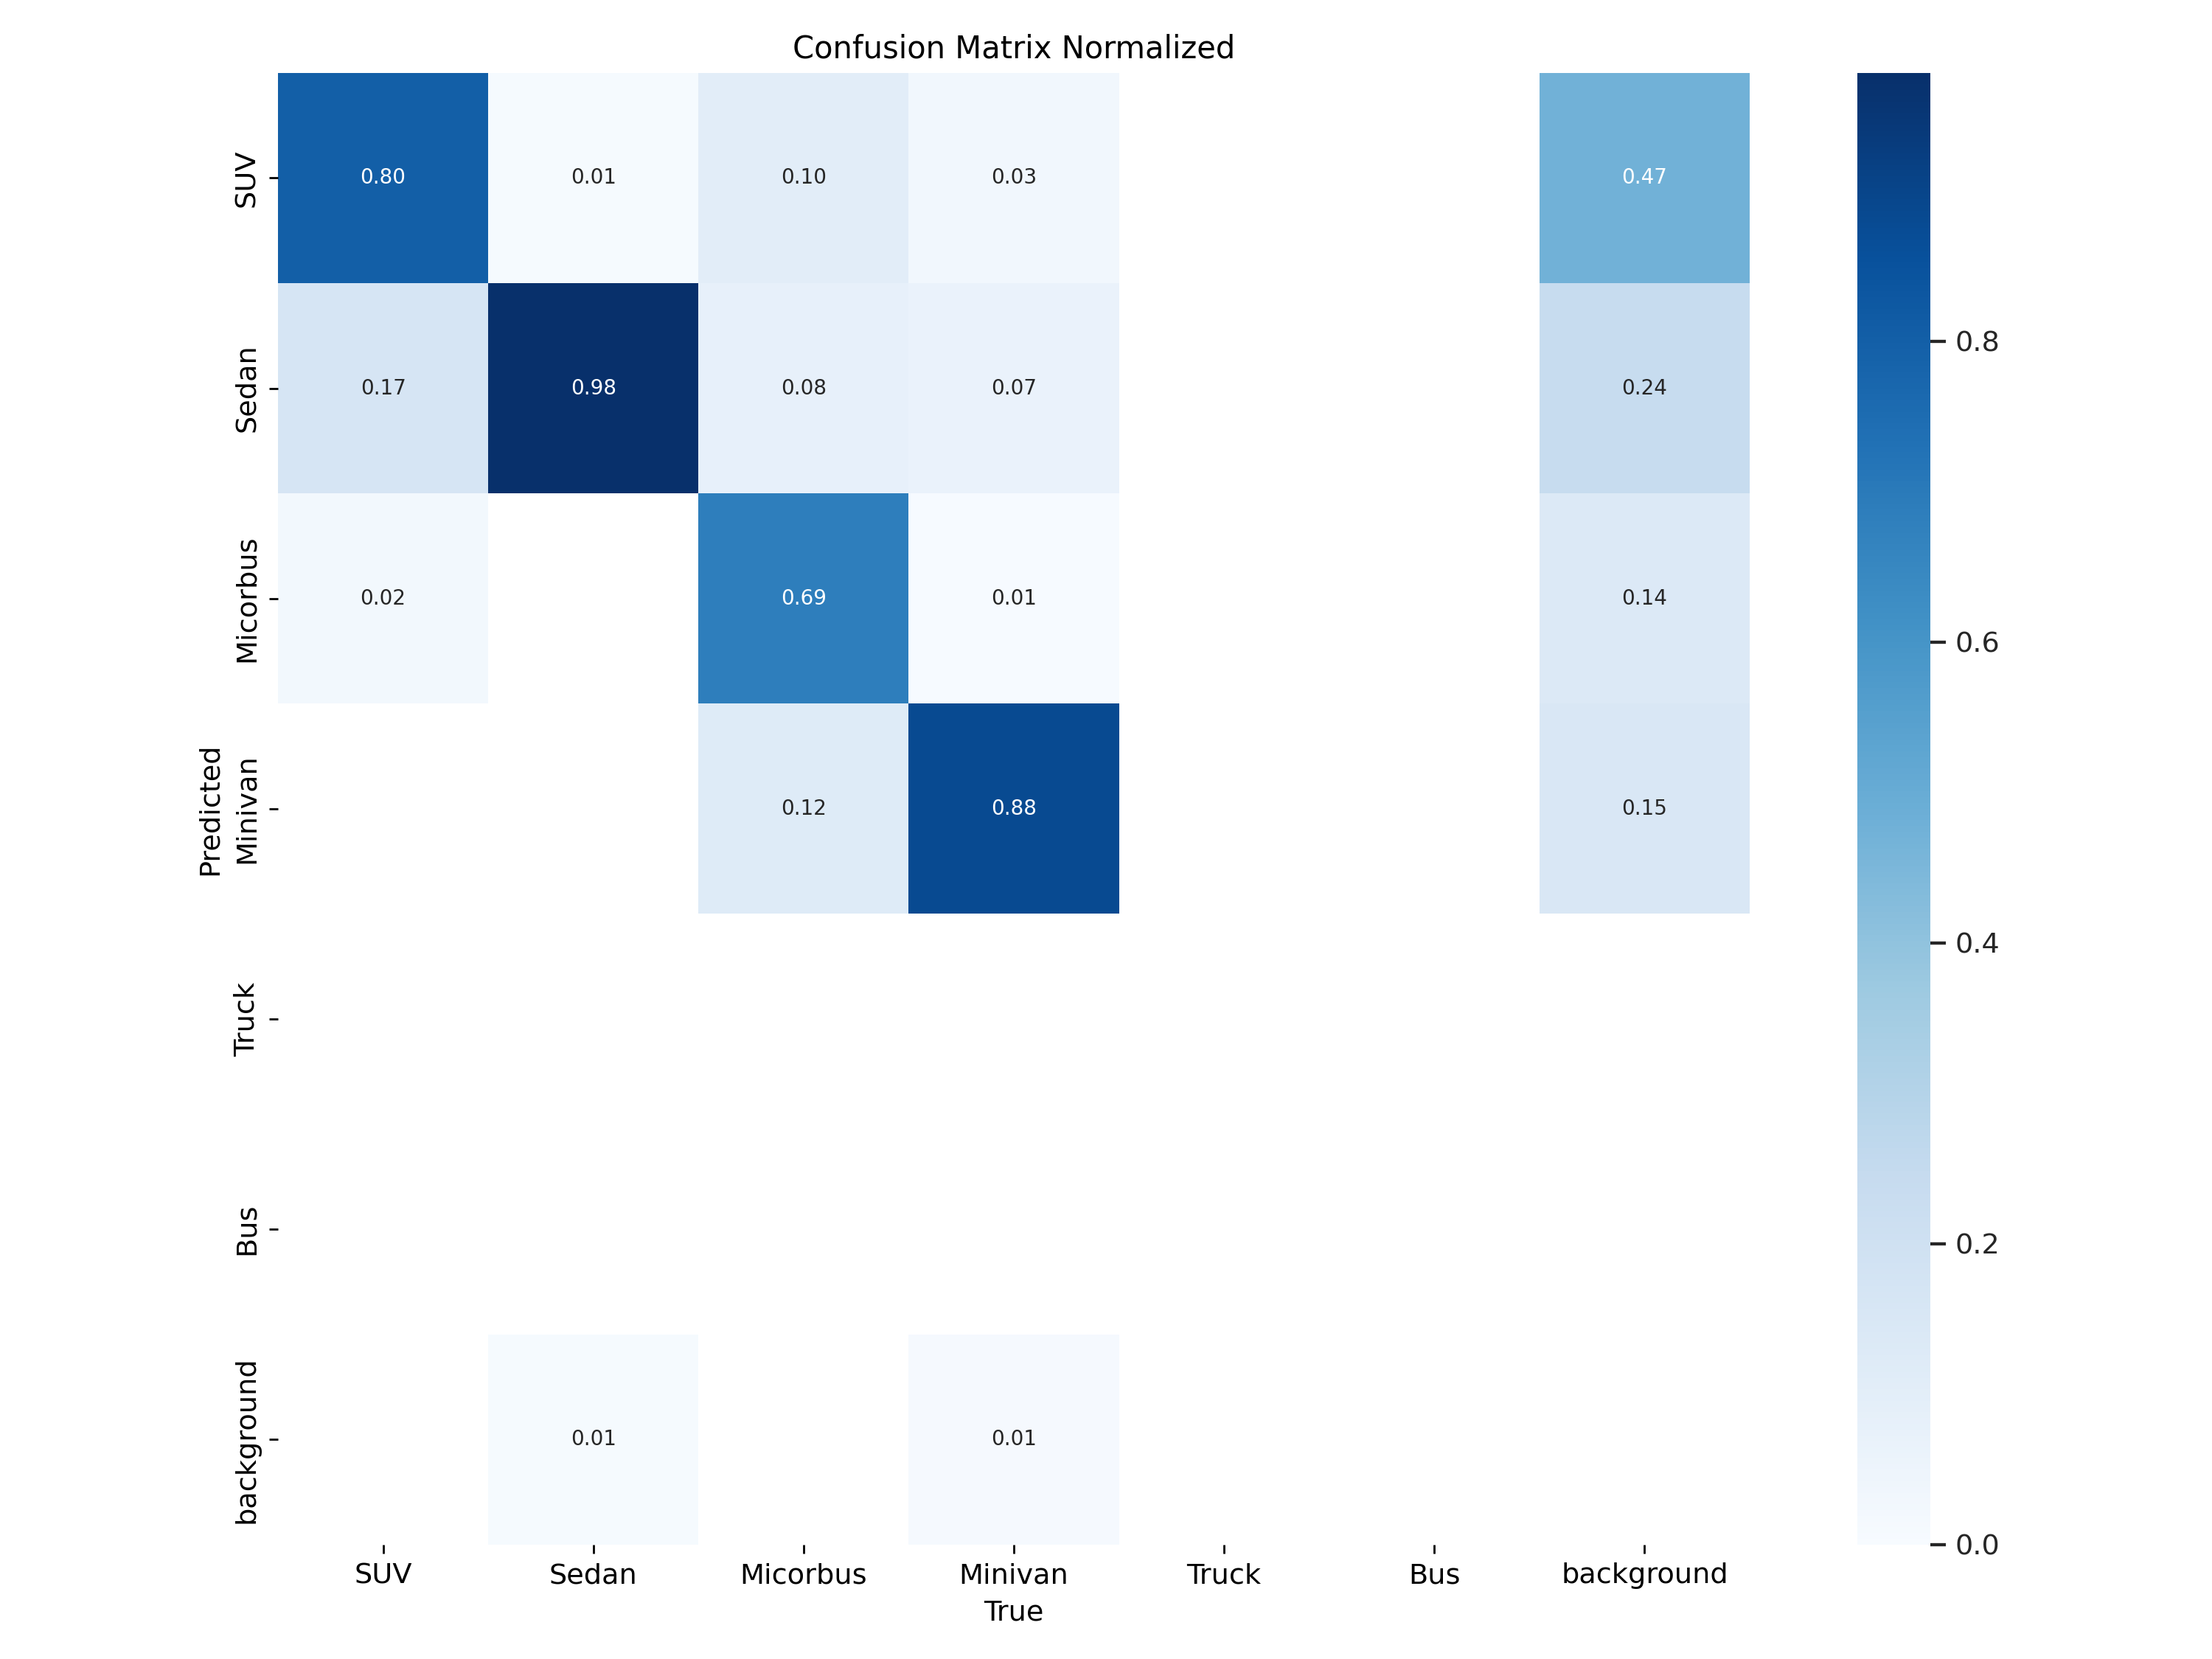 Confusion Matrix Normalized
SUV
0.80
0.01
0.10
0.03
0.47
0.8
Sedan
0.17
0.98
0.08
0.07
0.24
Micorbus
0.02
0.69
0.01
0.14
0.6
Predicted
Minivan
0.12
0.88
0.15
0.4
Truck
Bus
0.2
background
0.01
0.01
0.0
SUV
Sedan
Micorbus
Minivan
Truck
Bus
background
True